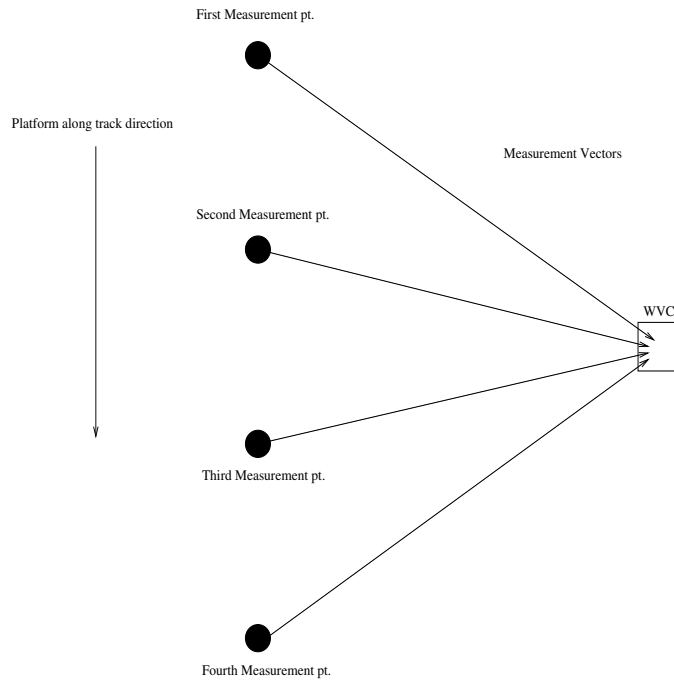 First Measurement pt.
Platform along track direction
Measurement Vectors
Second Measurement pt.
WVC
Third Measurement pt.
Fourth Measurement pt.